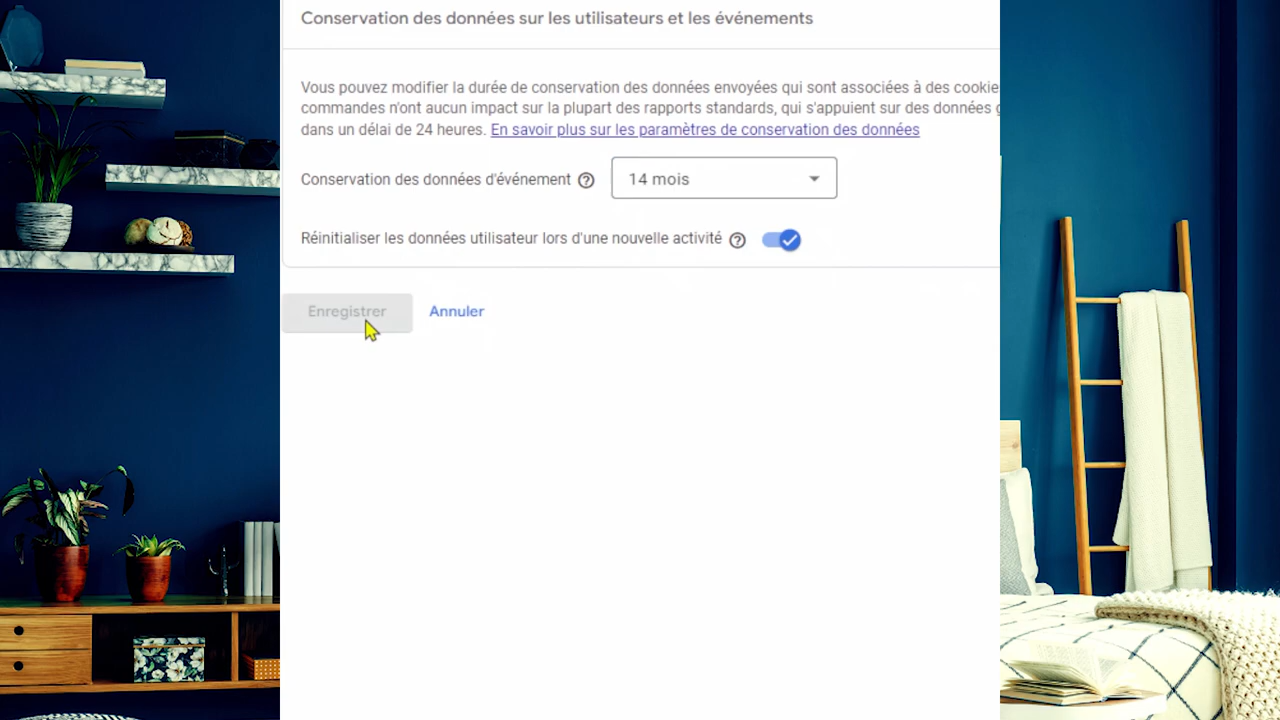 Conservation des données sur les utilisateurs et les événements
Vous pouvez modifier la durée de conservation des données envoyées qui sont associées à des cookie
commandes n'ont aucun impact sur la plupart des rapports standards, qui s'appuient sur des données
dans un délai de 24 heures. En savoir plus sur les paramètres de conservation des données
Conservation des données d'événement 14 mois
Réinitialiser les données utilisateur lors d'une nouvelle activité
Enregistrer Annuler